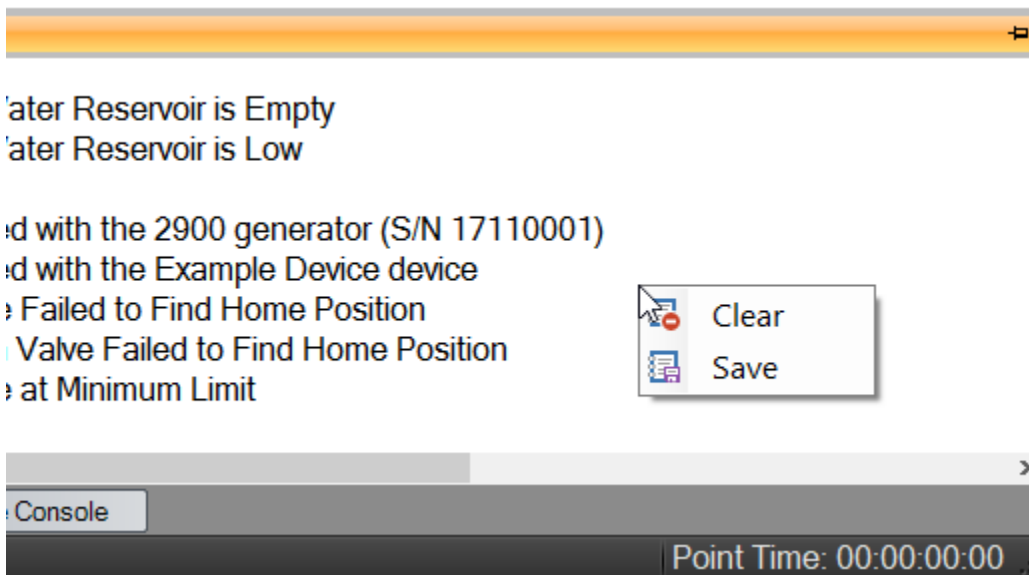 ater Reservoir is Empty
ater Reservoir is Low
ed with the 2900 generator (S/N 17110001)
ed with the Example Device device
e Failed to Find Home Position
Valve Failed to Find Home Position
e at Minimum Limit
Clear
Save
Console
Point Time: 00:00:00:00